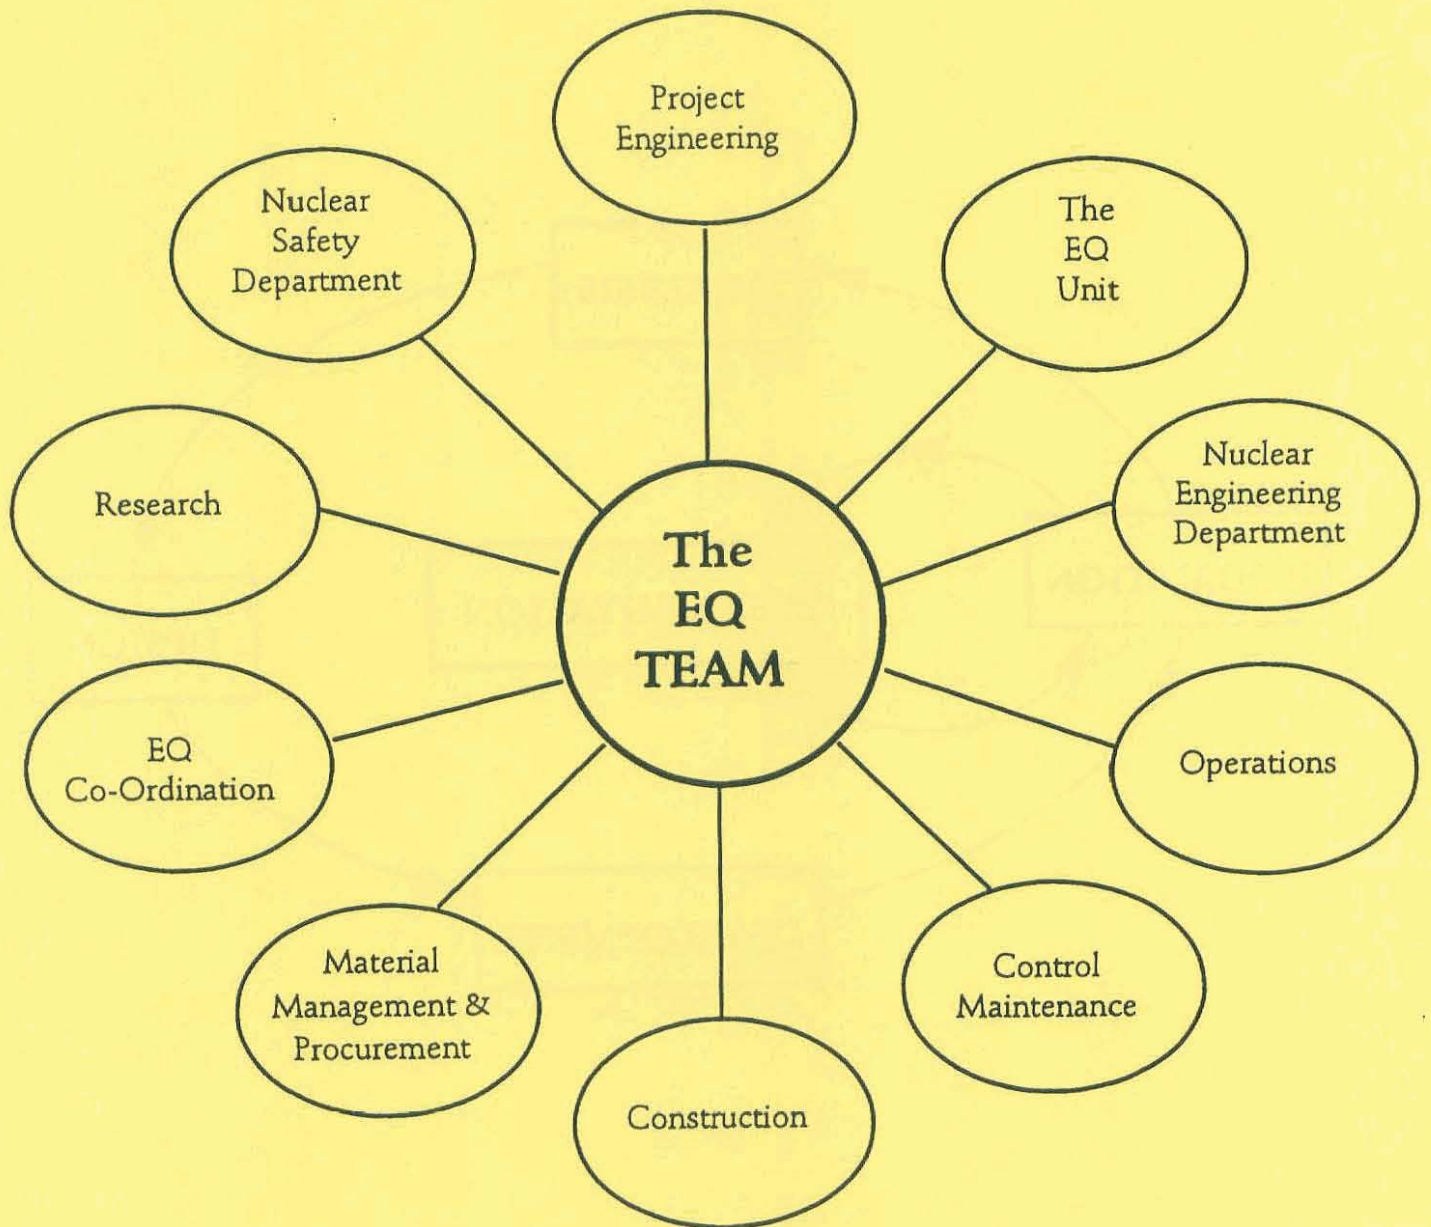 Project
Engineering
Nuclear
Safety
Department
The
EQ
Unit
Research
Nuclear
Engineering
Department
The
EQ
TEAM
EQ
Co-Ordination
Operations
Material
Management &
Procurement
Control
Maintenance
Construction